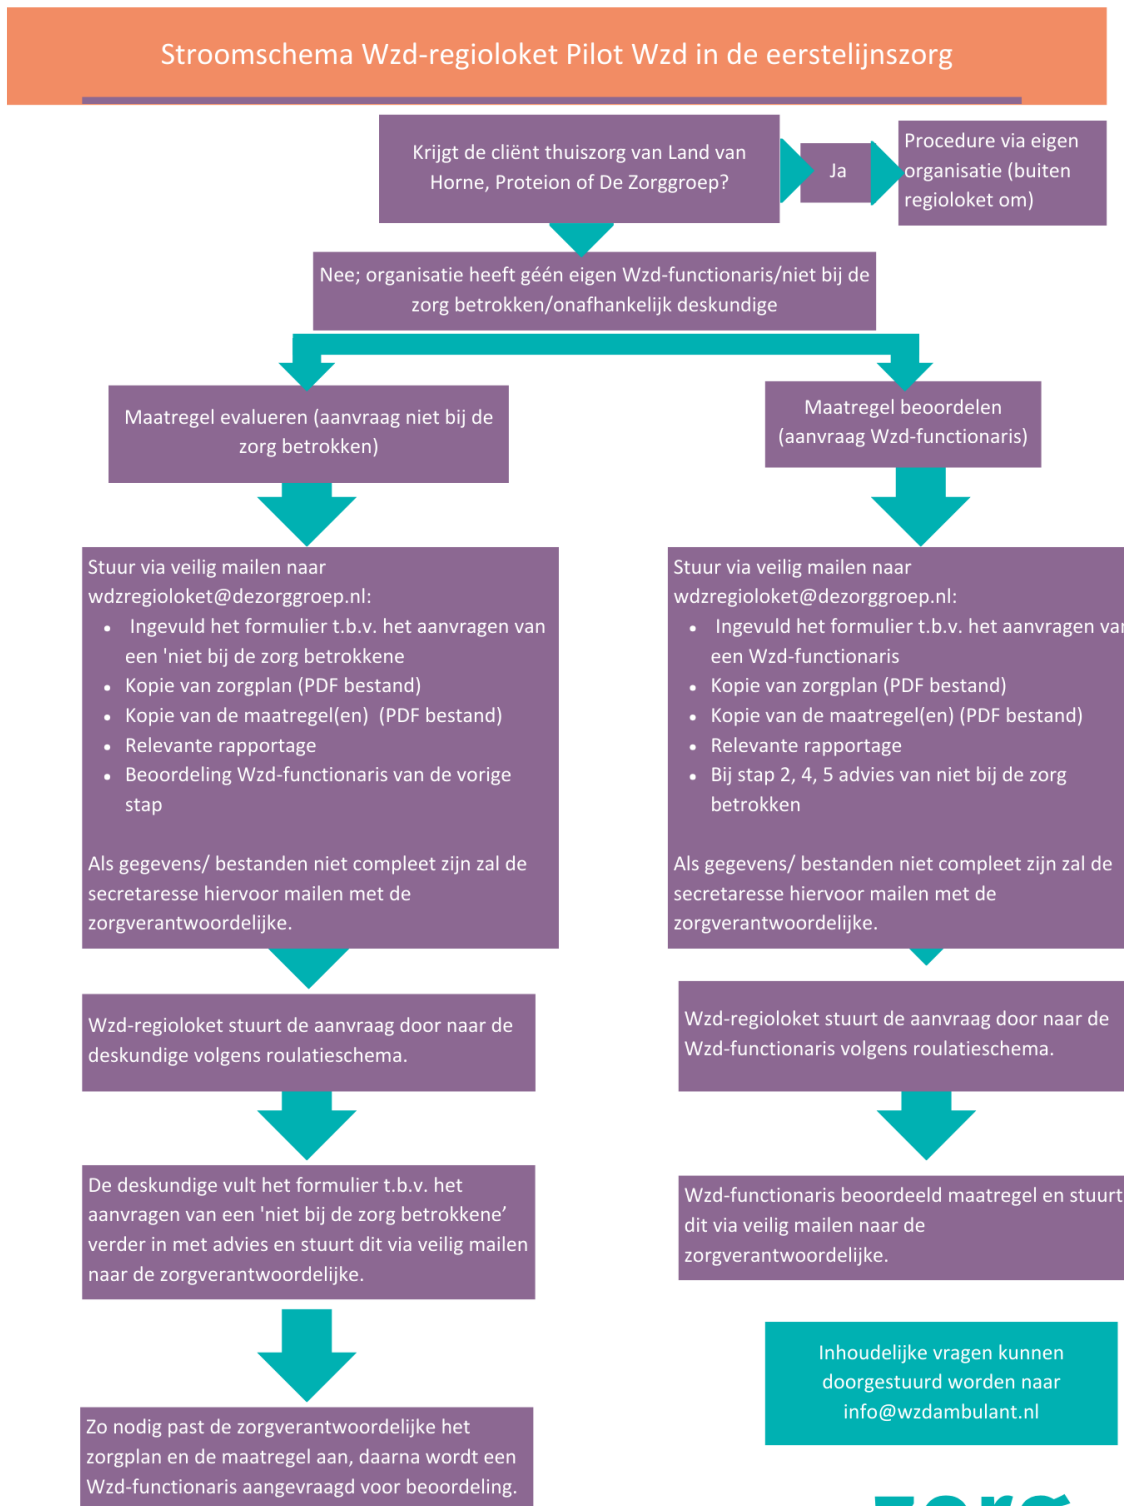 Stroomschema Wzd-regioloket Pilot Wzd in de eerstelijnszorg
Krijgt de cliënt thuiszorg van Land van
Horne, Proteion of De Zorggroep?
Ja
Procedure via eigen
organisatie (buiten
regioloket om)
Nee; organisatie heeft géén eigen Wzd-functionaris/niet bij de
zorg betrokken/onafhankelijk deskundige
Maatregel evalueren (aanvraag niet bij de
zorg betrokken)
Stuur via veilig mailen naar
wdzregioloket@dezorggroep.nl:
• Ingevuld het formulier t.b.v. het aanvragen van
een 'niet bij de zorg betrokkene
• Kopie van zorgplan (PDF bestand)
• Kopie van de maatregel(en) (PDF bestand)
• Relevante rapportage
• Beoordeling Wzd-functionaris van de vorige
stap
Als gegevens/ bestanden niet compleet zijn zal de
secretaresse hiervoor mailen met de
zorgverantwoordelijke.
Wzd-regioloket stuurt de aanvraag door naar de
deskundige volgens roulatieschema.
De deskundige vult het formulier t.b.v. het
aanvragen van een 'niet bij de zorg betrokkene’
verder in met advies en stuurt dit via veilig mailen
naar de zorgverantwoordelijke.
Zo nodig past de zorgverantwoordelijke het
zorgplan en de maatregel aan, daarna wordt een
Wzd-functionaris aangevraagd voor beoordeling.
Maatregel beoordelen
(aanvraag Wzd-functionaris)
Stuur via veilig mailen naar
wdzregioloket@dezorggroep.nl:
• Ingevuld het formulier t.b.v. het aanvragen van
een Wzd-functionaris
• Kopie van zorgplan (PDF bestand)
• Kopie van de maatregel(en) (PDF bestand)
• Relevante rapportage
• Bij stap 2, 4, 5 advies van niet bij de zorg
betrokken
Als gegevens/ bestanden niet compleet zijn zal de
secretaresse hiervoor mailen met de
zorgverantwoordelijke.
Wzd-regioloket stuurt de aanvraag door naar de
Wzd-functionaris volgens roulatieschema.
Wzd-functionaris beoordeeld maatregel en stuurt
dit via veilig mailen naar de
zorgverantwoordelijke.
Inhoudelijke vragen kunnen
doorgestuurd worden naar
info@wzdambulant.nl
zorg